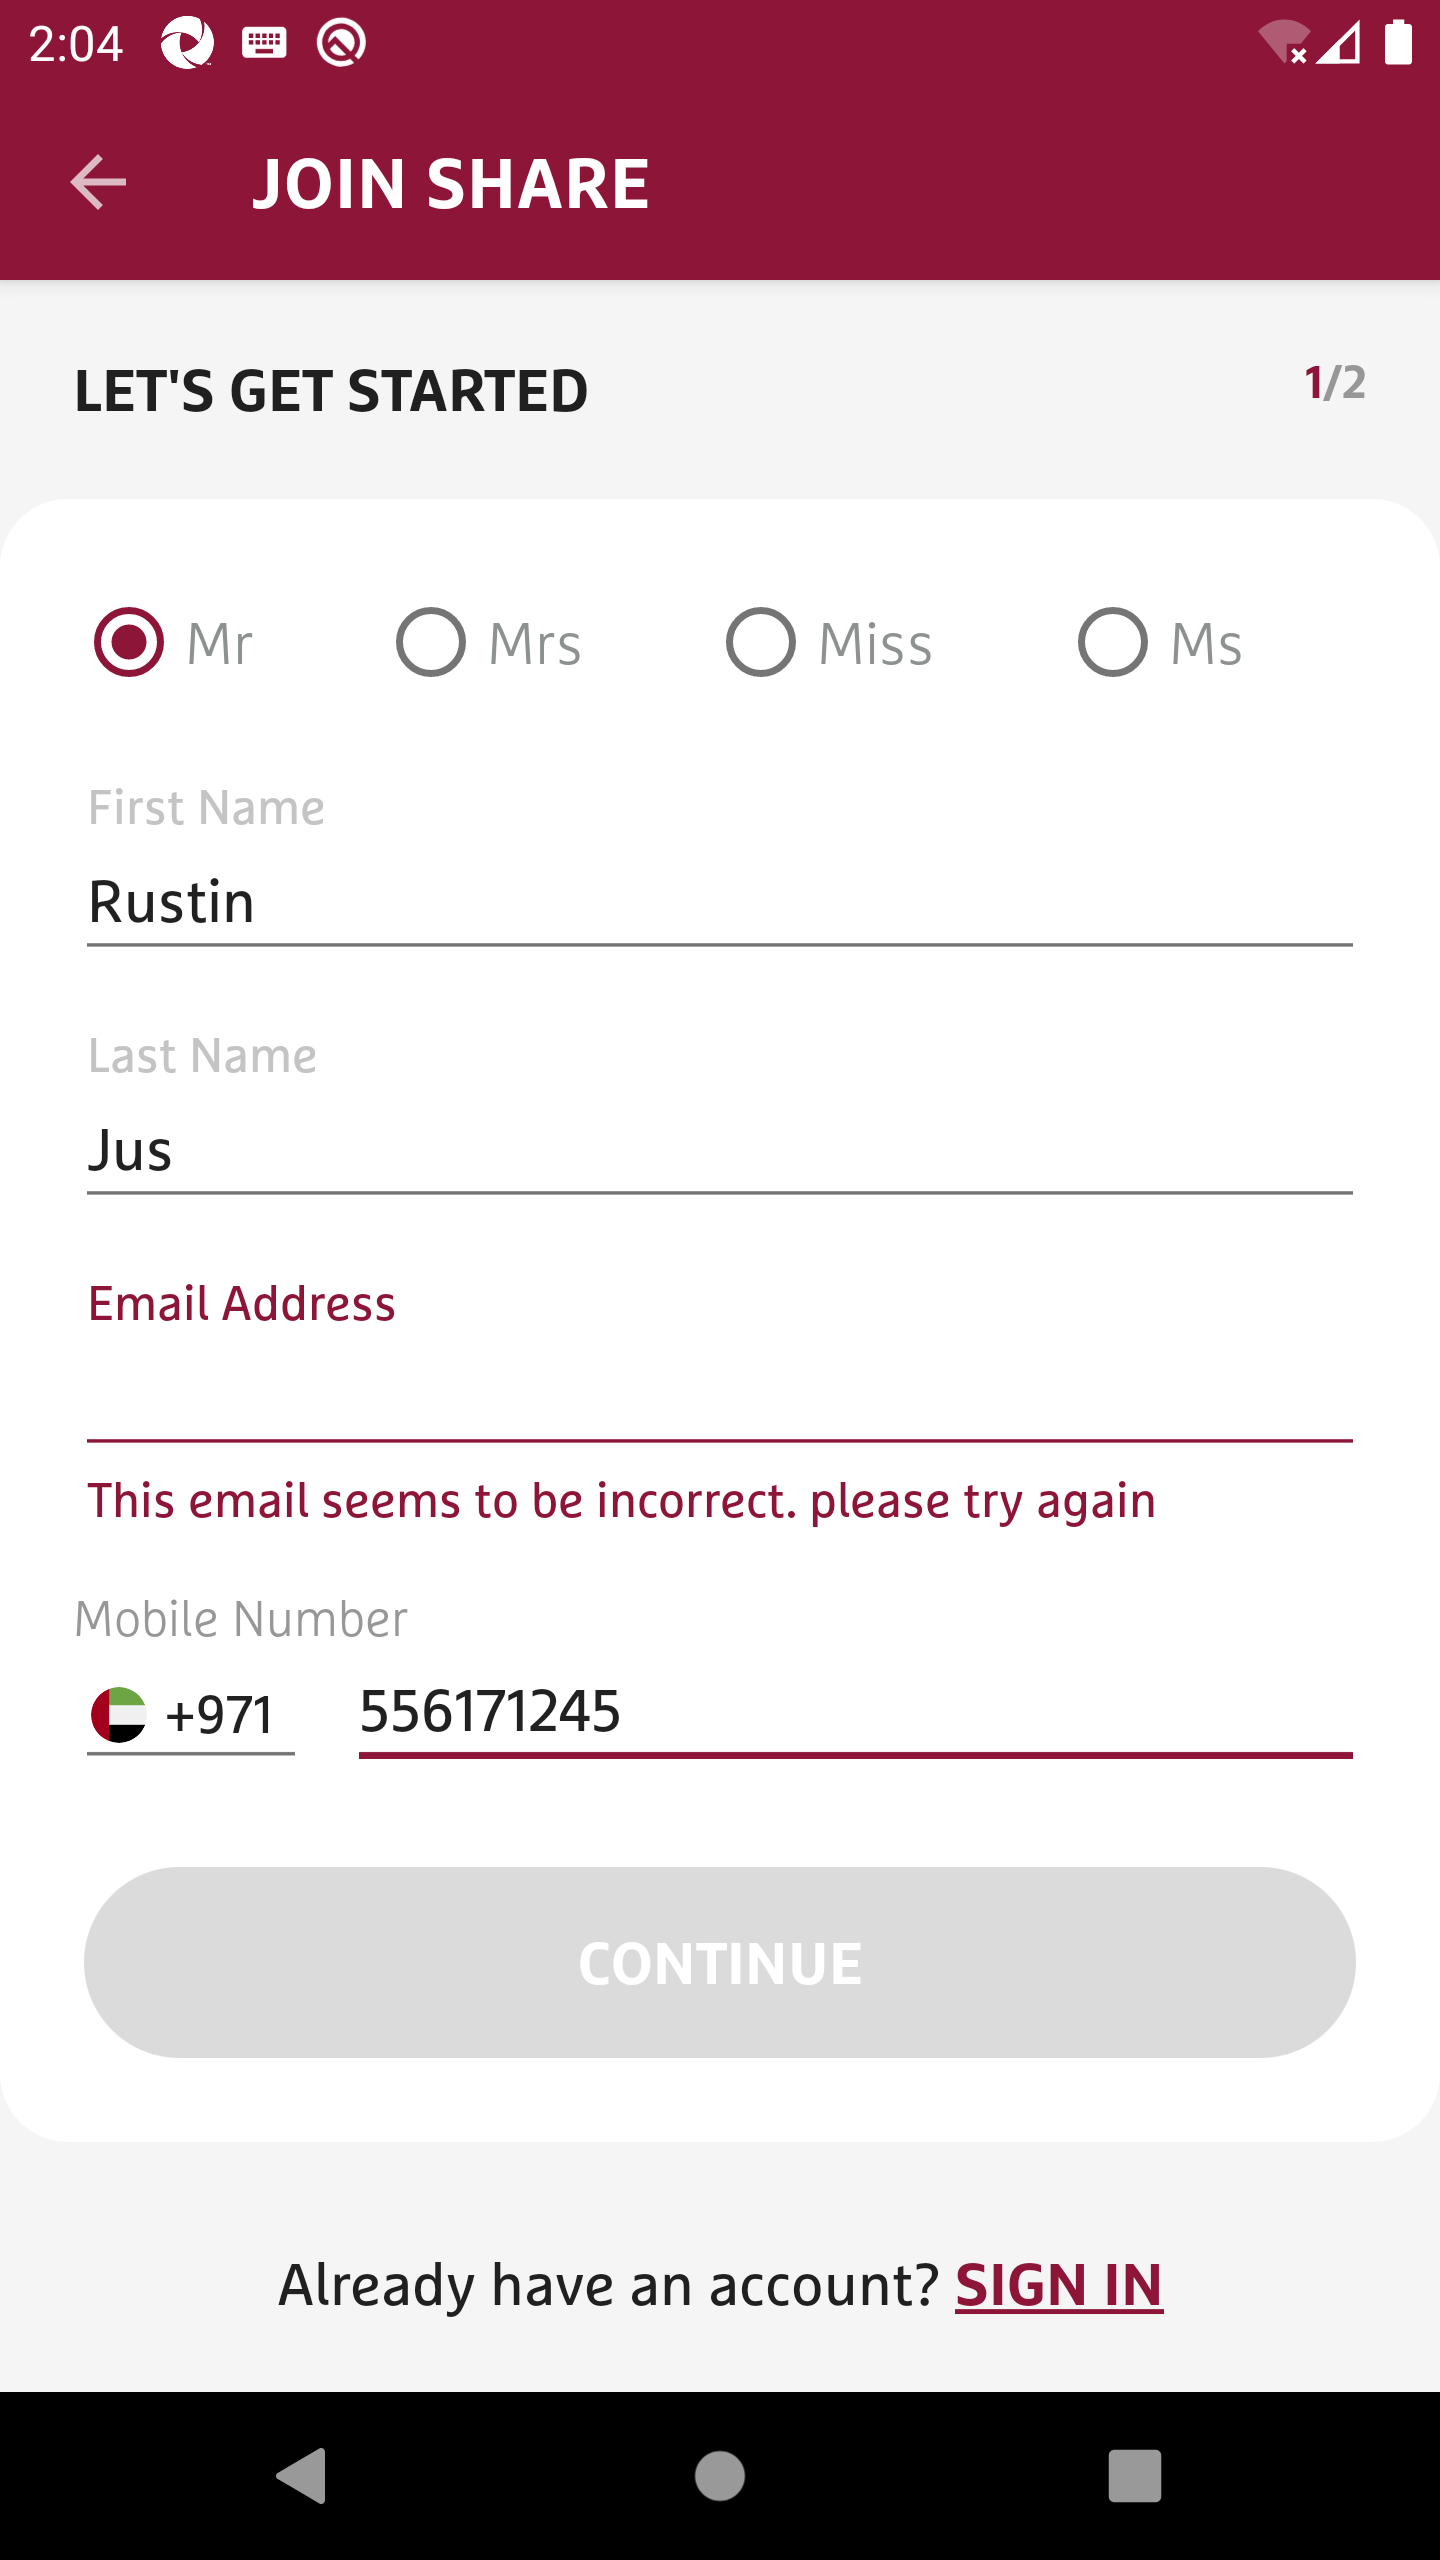 2:04
JOIN SHARE
LET'S GET STARTED
1/2
Mr Mrs Miss Ms
First Name
Rustin
Last Name
Jus
Email Address
This email seems to be incorrect. please try again
Mobile Number
+971 556171245
CONTINUE
Already have an account? SIGN IN